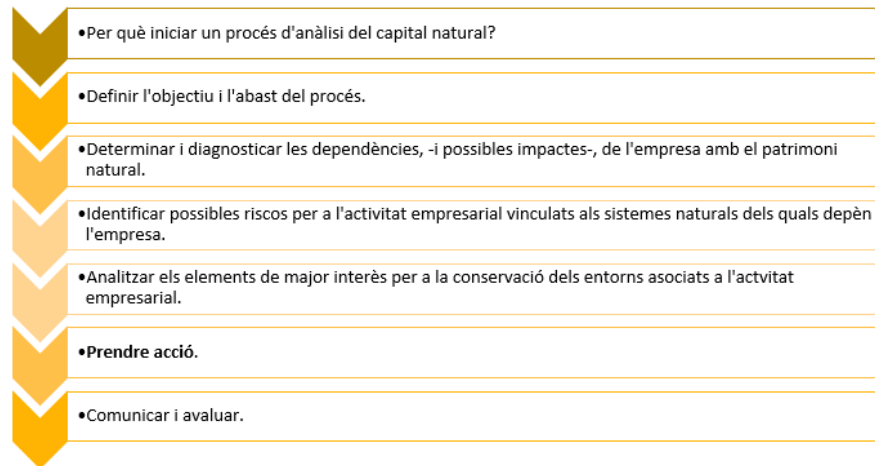 •Per què iniciar un procés d'anàlisi del capital natural?
•Definir l'objectiu i l'abast del procés.
•Determinar i diagnosticar les dependències, -i possibles impactes-, de l'empresa amb el patrimoni
natural.
•Identificar possibles riscos per a l'activitat empresarial vinculats als sistemes naturals dels quals depèn
l'empresa.
•Analitzar els elements de major interès per a la conservació dels entorns asociats a l'actvitat
empresarial.
•Prendre acció.
•Comunicar i avaluar.